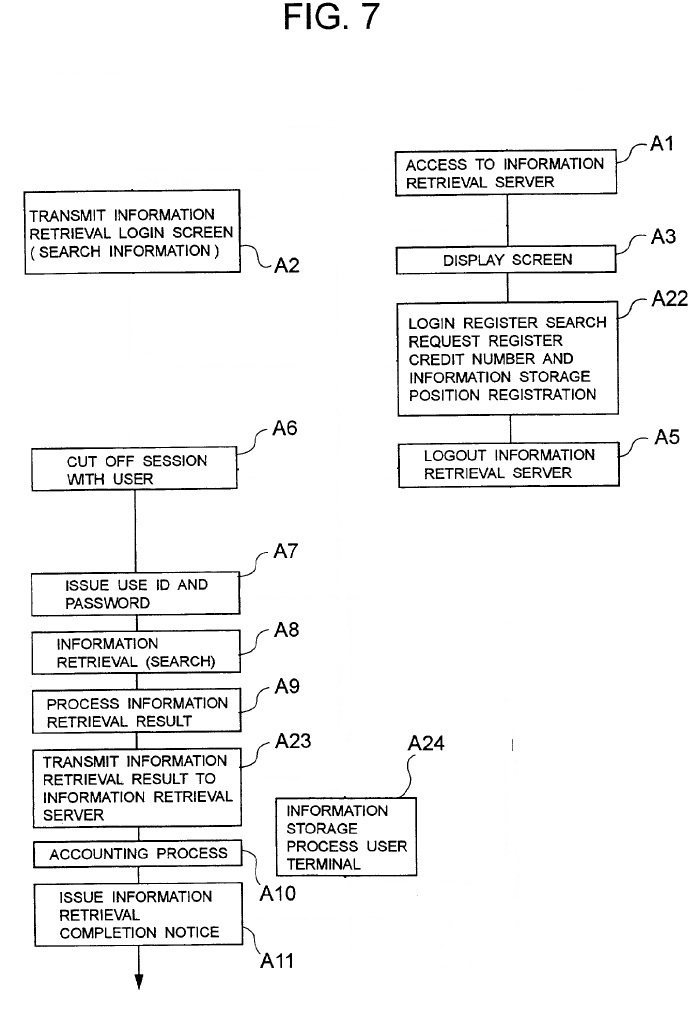 FIG. 7
A1
ACCESS TO INFORMATION
RETRIEVAL SERVER
TRANSMIT INFORMATION
RETRIEVAL LOGIN SCREEN
(SEARCH INFORMATION)
A2
A3
DISPLAY SCREEN
A22
LOGIN REGISTER SEARCH
REQUEST REGISTER
CREDIT NUMBER AND
INFORMATION STORAGE
POSITION REGISTRATION
A6
CUT OFF SESSION
WITH USER
A5
LOGOUT INFORMATION
RETRIEVAL SERVER
A7
ISSUE USE ID AND
PASSWORD
A8
INFORMATION
RETRIEVAL (SEARCH)
A9
PROCESS INFORMATION
RETRIEVAL RESULT
A23
TRANSMIT INFORMATION
RETRIEVAL RESULT TO
INFORMATION RETRIEVAL
SERVER
A24
INFORMATION
STORAGE
PROCESS USER
TERMINAL
ACCOUNTING PROCESS
A10
ISSUE INFORMATION
RETRIEVAL
COMPLETION NOTICE
A11